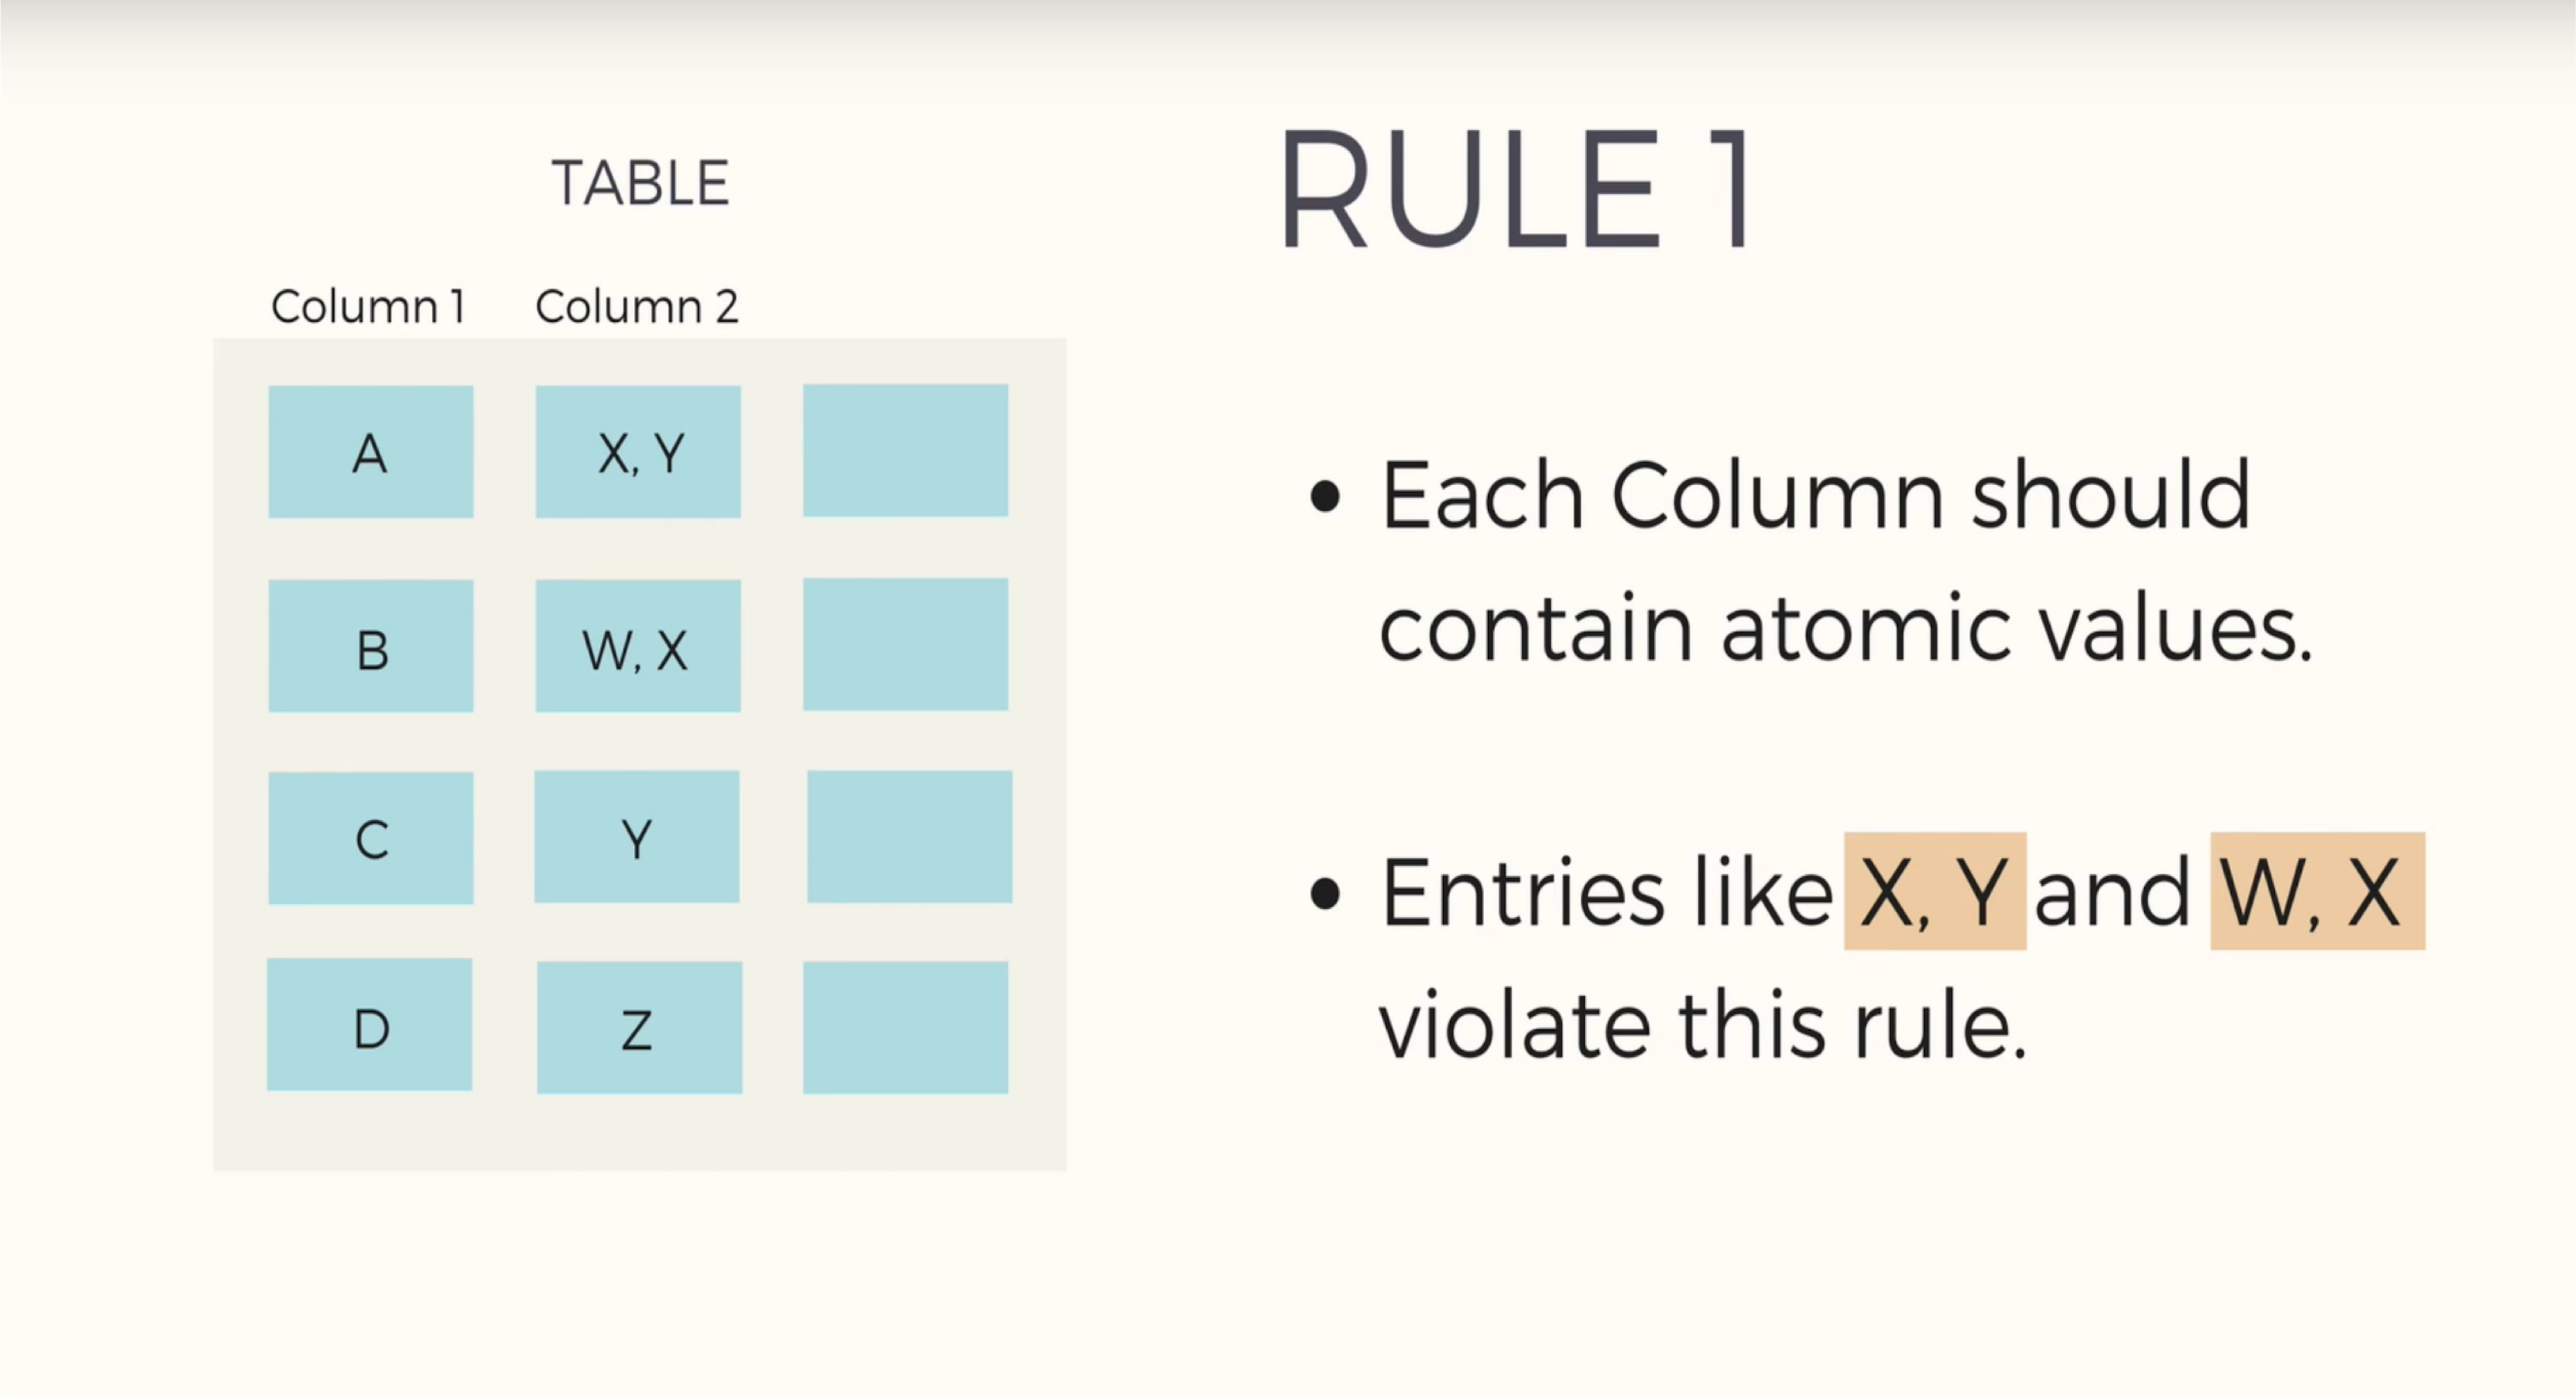 TABLE
Column 1 Column 2
A X, Y
B W, X
C Y
D Z
RULE 1
• Each Column should
contain atomic values.
• Entries like X, Y and W, X
violate this rule.